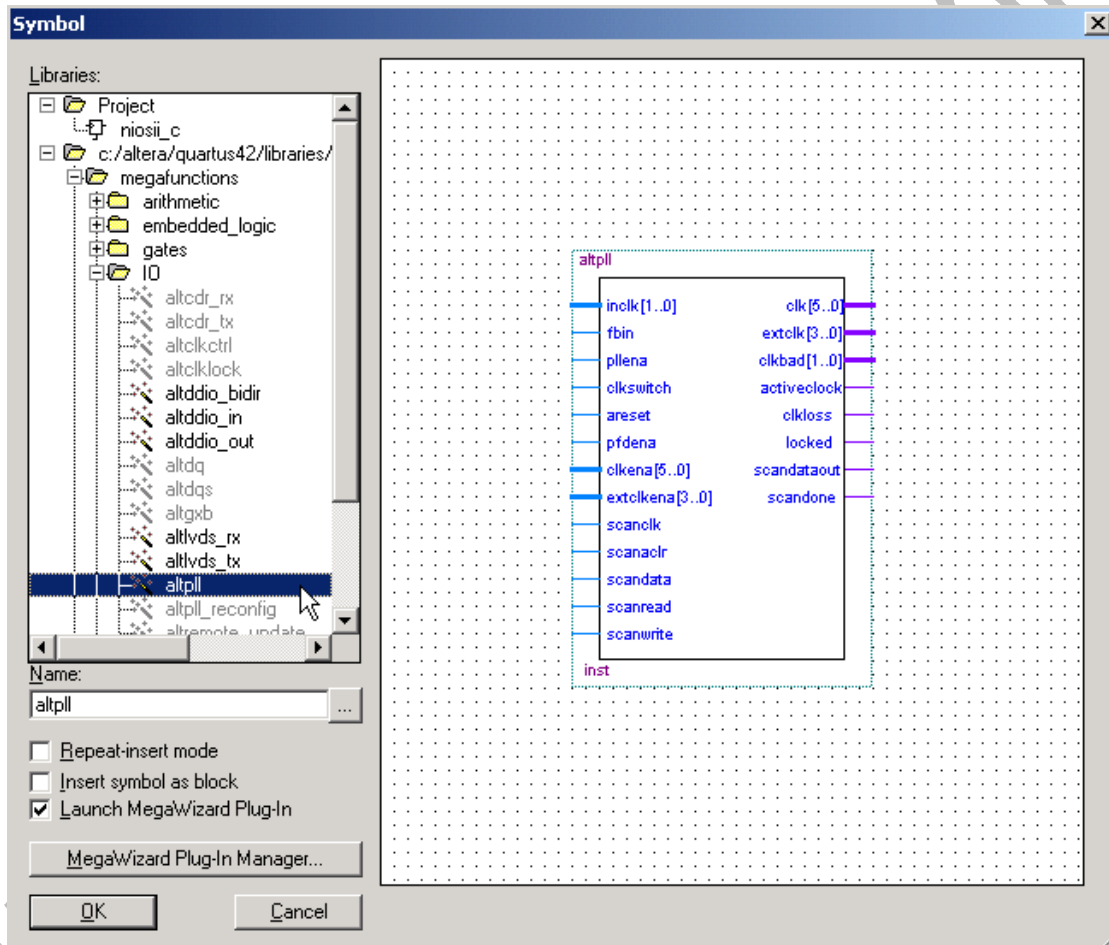 Symbol
Libraries:
Project
niosii_c
c:/altera/quartus42/libraries/
megafunctions
arithmetic
embedded_logic
gates
IO
altcdr_rx
altcdr_tx
altclkctrl
altclklock
altddio_bidir
altddio_in
altddio_out
altdq
altdqs
altgxb
altlvds_rx
altlvds_tx
altpll
altpll_reconfig
altremote_update
Name:
altpll
...
Repeat-insert mode
Insert symbol as block
Launch MegaWizard Plug-In
MegaWizard Plug-In Manager...
OK Cancel
altpll
inclk[1..0] clk[5..0]
fbin extclk[3..0]
pllena clkbad[1..0]
clkswitch activeclock
areset clkloss
pfdena locked
clkena[5..0] scandataout
extclkena[3..0] scandone
scanclk
scanaclr
scandata
scanread
scanwrite
inst